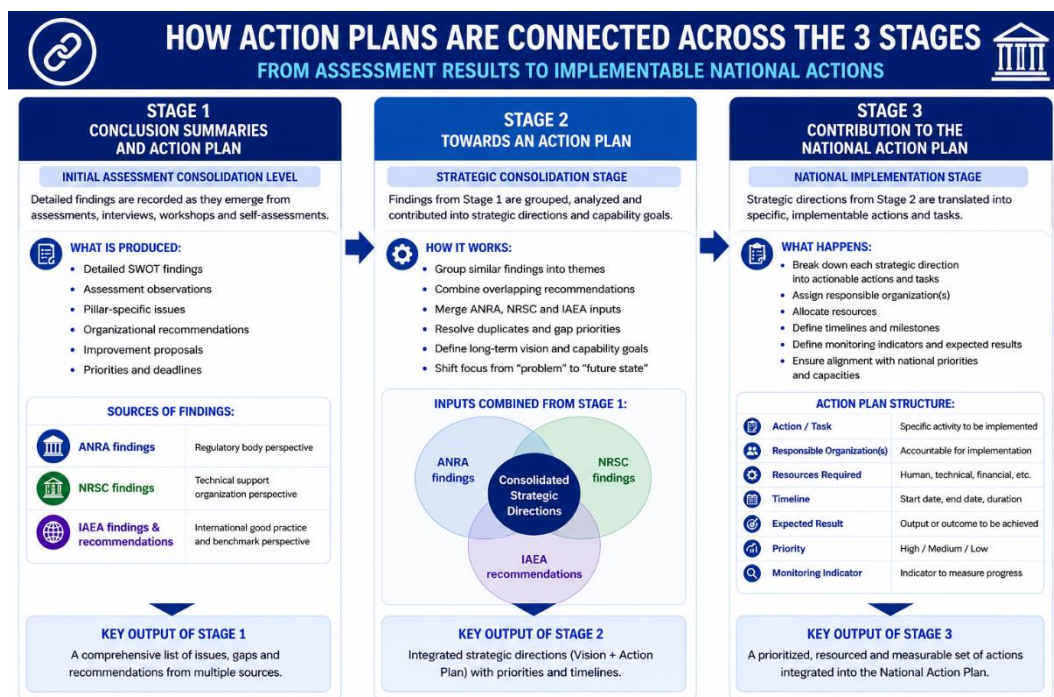 HOW ACTION PLANS ARE CONNECTED ACROSS THE 3 STAGES
FROM ASSESSMENT RESULTS TO IMPLEMENTABLE NATIONAL ACTIONS
STAGE 1
CONCLUSION SUMMARIES
AND ACTION PLAN
INITIAL ASSESSMENT CONSOLIDATION LEVEL
Detailed findings are recorded as they emerge from
assessments, interviews, workshops and self-assessments.
WHAT IS PRODUCED:
• Detailed SWOT findings
• Assessment observations
• Pillar-specific issues
• Organizational recommendations
• Improvement proposals
• Priorities and deadlines
SOURCES OF FINDINGS:
ANRA findings
Regulatory body perspective
NRSC findings
Technical support
organization perspective
IAEA findings &
recommendations
International good practice
and benchmark perspective
KEY OUTPUT OF STAGE 1
A comprehensive list of issues, gaps and
recommendations from multiple sources.
STAGE 2
TOWARDS AN ACTION PLAN
STRATEGIC CONSOLIDATION STAGE
Findings from Stage 1 are grouped, analyzed and
contributed into strategic directions and capability goals.
HOW IT WORKS:
• Group similar findings into themes
• Combine overlapping recommendations
• Merge ANRA, NRSC and IAEA inputs
• Resolve duplicates and gap priorities
• Define long-term vision and capability goals
• Shift focus from “problem” to “future state”
INPUTS COMBINED FROM STAGE 1:
ANRA
findings
NRSC
findings
Consolidated
Strategic
Directions
IAEA
recommendations
KEY OUTPUT OF STAGE 2
Integrated strategic directions (Vision + Action
Plan) with priorities and timelines.
STAGE 3
CONTRIBUTION TO THE
NATIONAL ACTION PLAN
NATIONAL IMPLEMENTATION STAGE
Strategic directions from Stage 2 are translated into
specific, implementable actions and tasks.
WHAT HAPPENS:
• Break down each strategic direction
into actionable actions and tasks
• Assign responsible organization(s)
• Allocate resources
• Define timelines and milestones
• Define monitoring indicators and expected results
• Ensure alignment with national priorities
and capacities
ACTION PLAN STRUCTURE:
Action / Task
Specific activity to be implemented
Responsible Organization(s)
Accountable for implementation
Resources Required
Human, technical, financial, etc.
Timeline
Start date, end date, duration
Expected Result
Output or outcome to be achieved
Priority
High / Medium / Low
Monitoring Indicator
Indicator to measure progress
KEY OUTPUT OF STAGE 3
A prioritized, resourced and measurable set of actions
integrated into the National Action Plan.